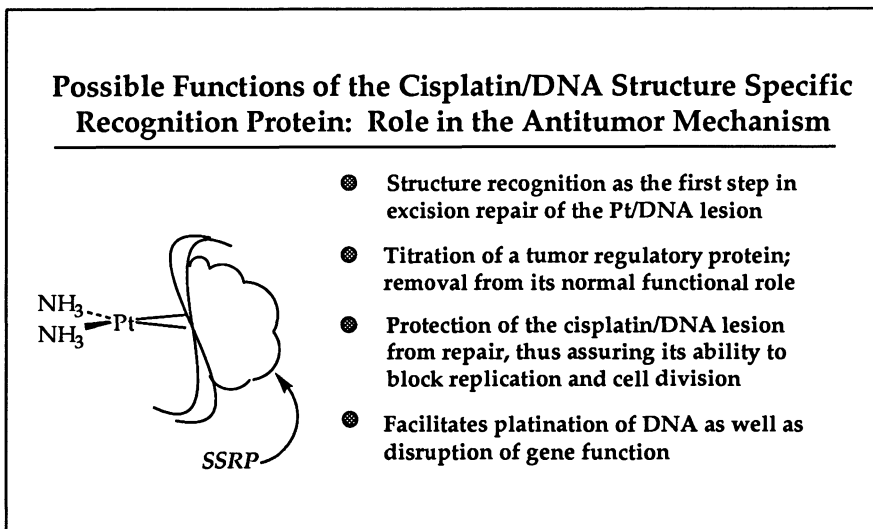 Possible Functions of the Cisplatin/DNA Structure Specific
Recognition Protein: Role in the Antitumor Mechanism
Structure recognition as the first step in
excision repair of the Pt/DNA lesion
Titration of a tumor regulatory protein;
removal from its normal functional role
Protection of the cisplatin/DNA lesion
from repair, thus assuring its ability to
block replication and cell division
Facilitates platination of DNA as well as
disruption of gene function
NH3
NH3
Pt
SSRP